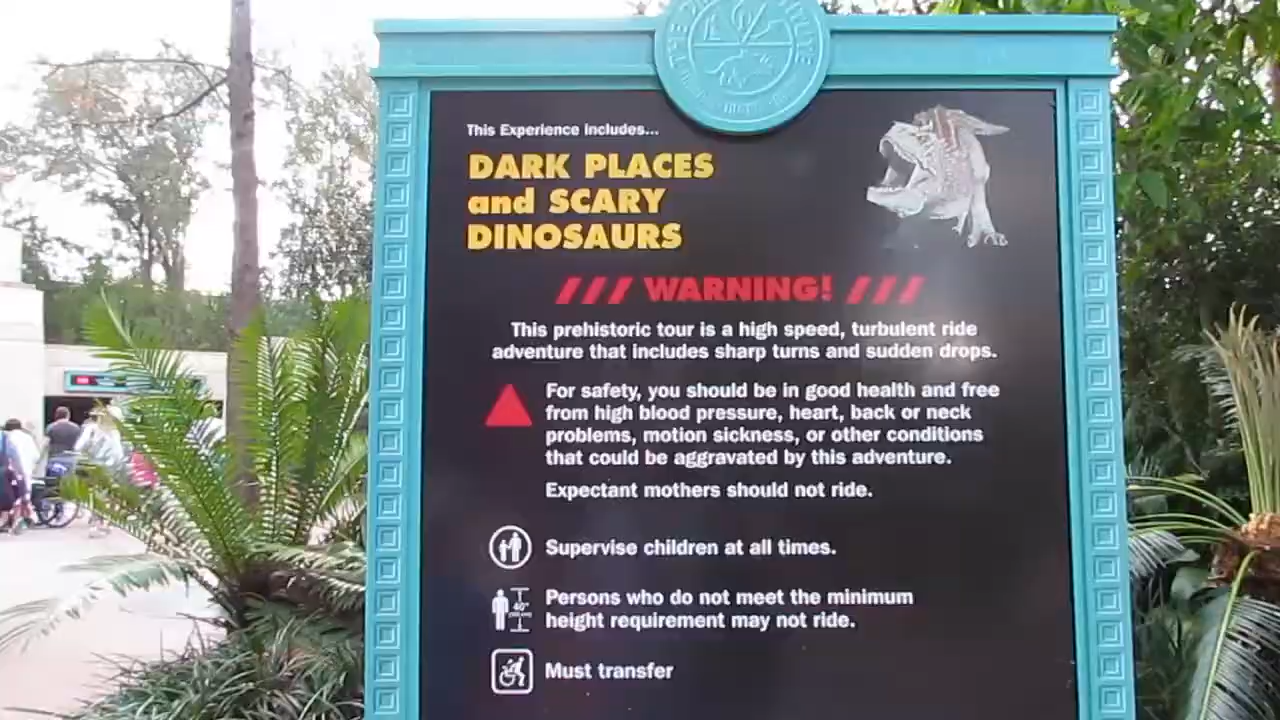 This Experience includes...
DARK PLACES
and SCARY
DINOSAURS
/// WARNING! ///
This prehistoric tour is a high speed, turbulent ride
adventure that includes sharp turns and sudden drops.
For safety, you should be in good health and free
from high blood pressure, heart, back or neck
problems, motion sickness, or other conditions
that could be aggravated by this adventure.
Expectant mothers should not ride.
Supervise children at all times.
40"
Persons who do not meet the minimum
height requirement may not ride.
Must transfer